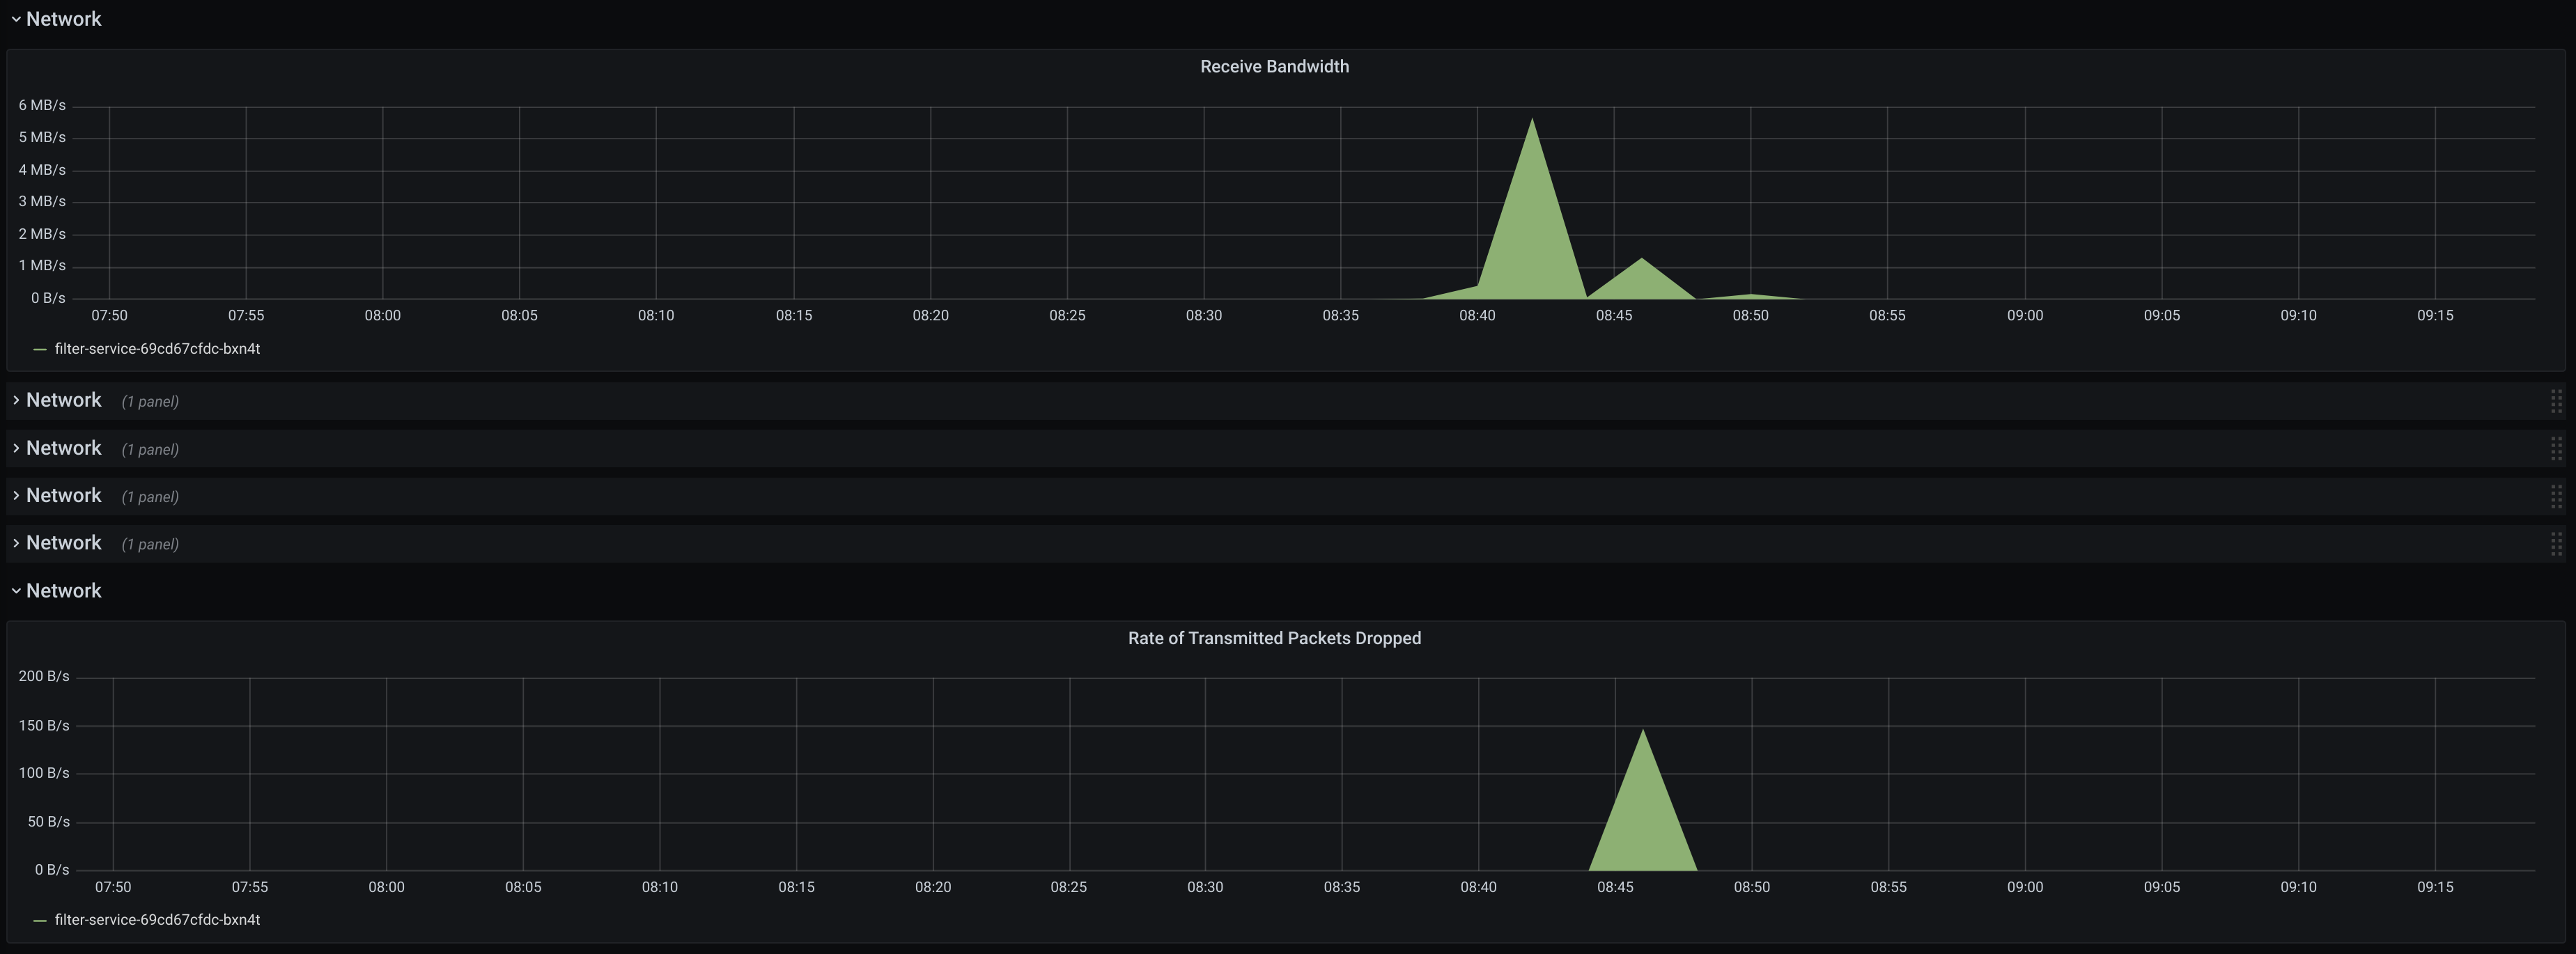 Network
Receive Bandwidth
6 MB/s
5 MB/s
4 MB/s
3 MB/s
2 MB/s
1 MB/s
0 B/s
07:50 07:55 08:00 08:05 08:10 08:15 08:20 08:25 08:30 08:35 08:40 08:45 08:50 08:55 09:00 09:05 09:10 09:15
filter-service-69cd67cfdc-bxn4t
Network (1 panel)
Network (1 panel)
Network (1 panel)
Network (1 panel)
Network
Rate of Transmitted Packets Dropped
200 B/s
150 B/s
100 B/s
50 B/s
0 B/s
07:50 07:55 08:00 08:05 08:10 08:15 08:20 08:25 08:30 08:35 08:40 08:45 08:50 08:55 09:00 09:05 09:10 09:15
filter-service-69cd67cfdc-bxn4t